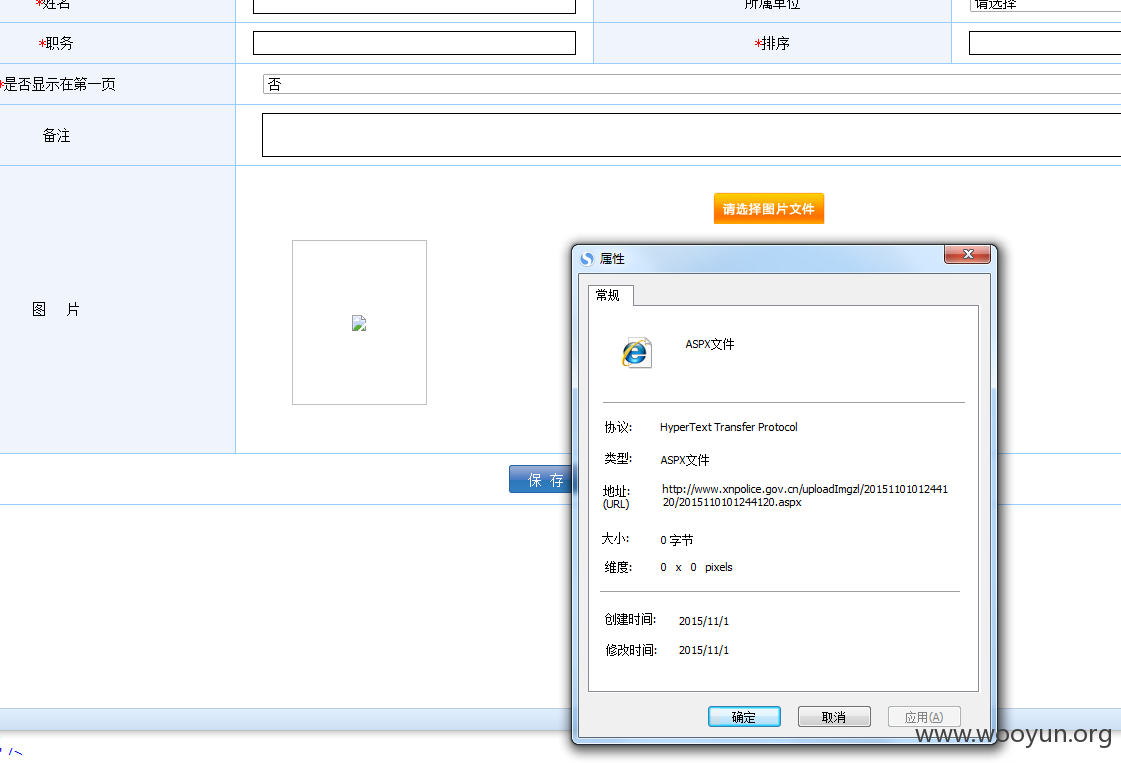 *姓名
所属单位
请选择
*职务
*排序
*是否显示在第一页
否
备注
请选择图片文件
图 片
保 存
属性
常规
ASPX文件
协议: HyperText Transfer Protocol
类型: ASPX文件
地址: http://www.xnpolice.gov.cn/uploadImgzl/20151101012441
(URL) 20/2015110101244120.aspx
大小: 0 字节
维度: 0 x 0 pixels
创建时间: 2015/11/1
修改时间: 2015/11/1
确定
取消
应用(A)
www.wooyun.org
" />